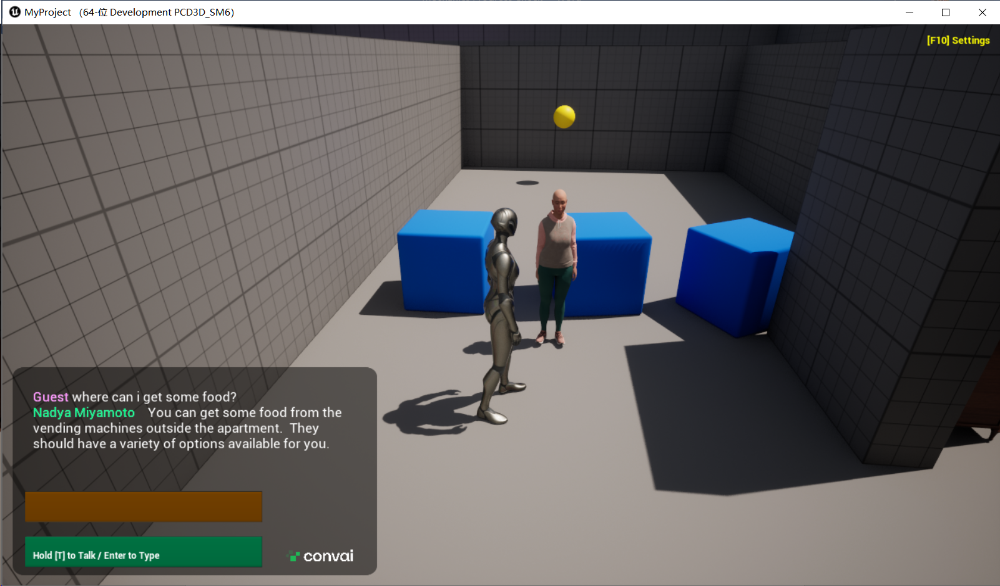 MyProject （64-位 Development PCD3D_SM6）
[F10] Settings
Guest where can i get some food?
Nadya Miyamoto You can get some food from the
vending machines outside the apartment. They
should have a variety of options available for you.
Hold [T] to Talk / Enter to Type
convai